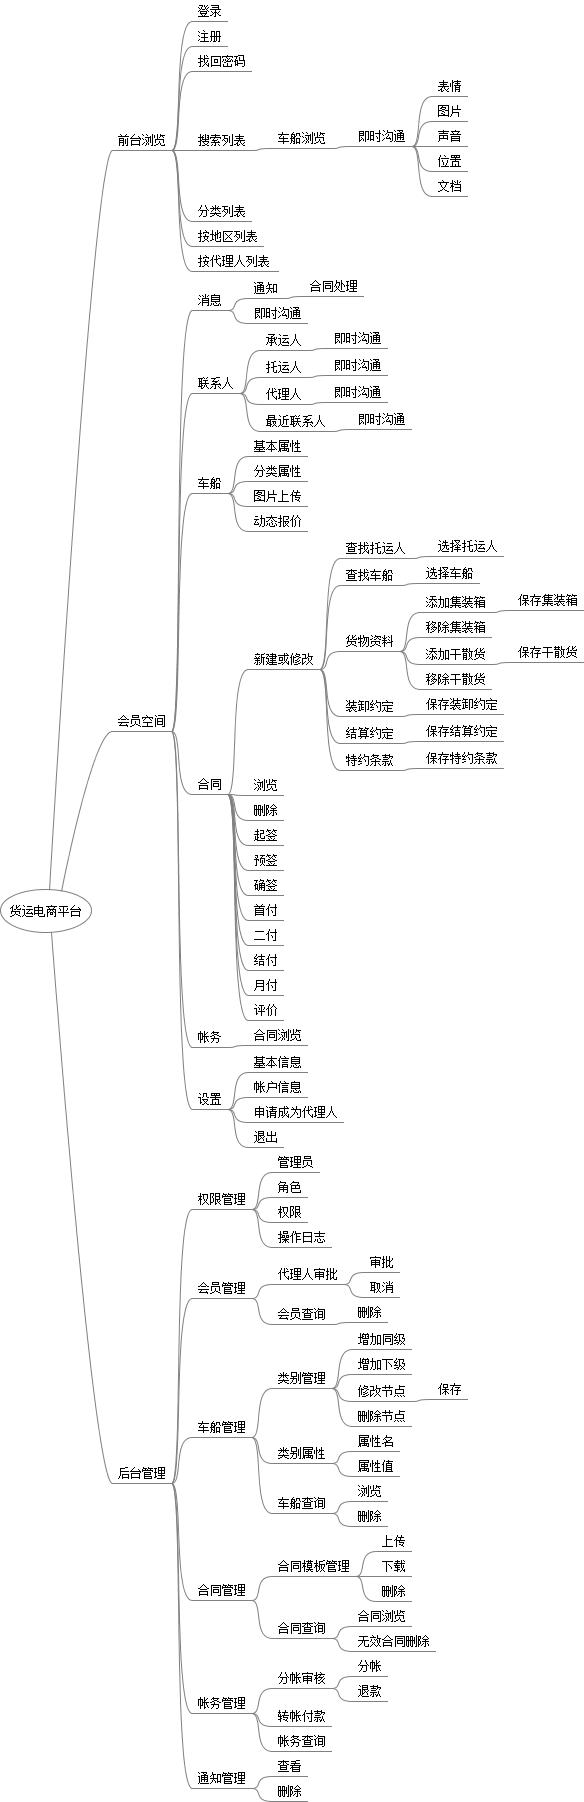 登录
注册
找回密码
表情
图片
声音
位置
文档
前台浏览
搜索列表
车船浏览
即时沟通
分类列表
按地区列表
按代理人列表
消息
通知
合同处理
即时沟通
联系人
承运人
即时沟通
托运人
即时沟通
代理人
即时沟通
最近联系人
即时沟通
车船
基本属性
分类属性
图片上传
动态报价
会员空间
合同
新建或修改
查找托运人
选择托运人
查找车船
选择车船
货物资料
添加集装箱
保存集装箱
移除集装箱
添加干散货
保存干散货
移除干散货
装卸约定
保存装卸约定
结算约定
保存结算约定
特约条款
保存特约条款
浏览
删除
起签
预签
确签
首付
二付
结付
月付
评价
货运电商平台
帐务
合同浏览
设置
基本信息
帐户信息
申请成为代理人
退出
后台管理
权限管理
管理员
角色
权限
操作日志
会员管理
代理人审批
审批
取消
会员查询
删除
车船管理
类别管理
增加同级
增加下级
修改节点
保存
删除节点
类别属性
属性名
属性值
车船查询
浏览
删除
合同管理
合同模板管理
上传
下载
删除
合同查询
合同浏览
无效合同删除
帐务管理
分帐审核
分帐
退款
转帐付款
帐务查询
通知管理
查看
删除